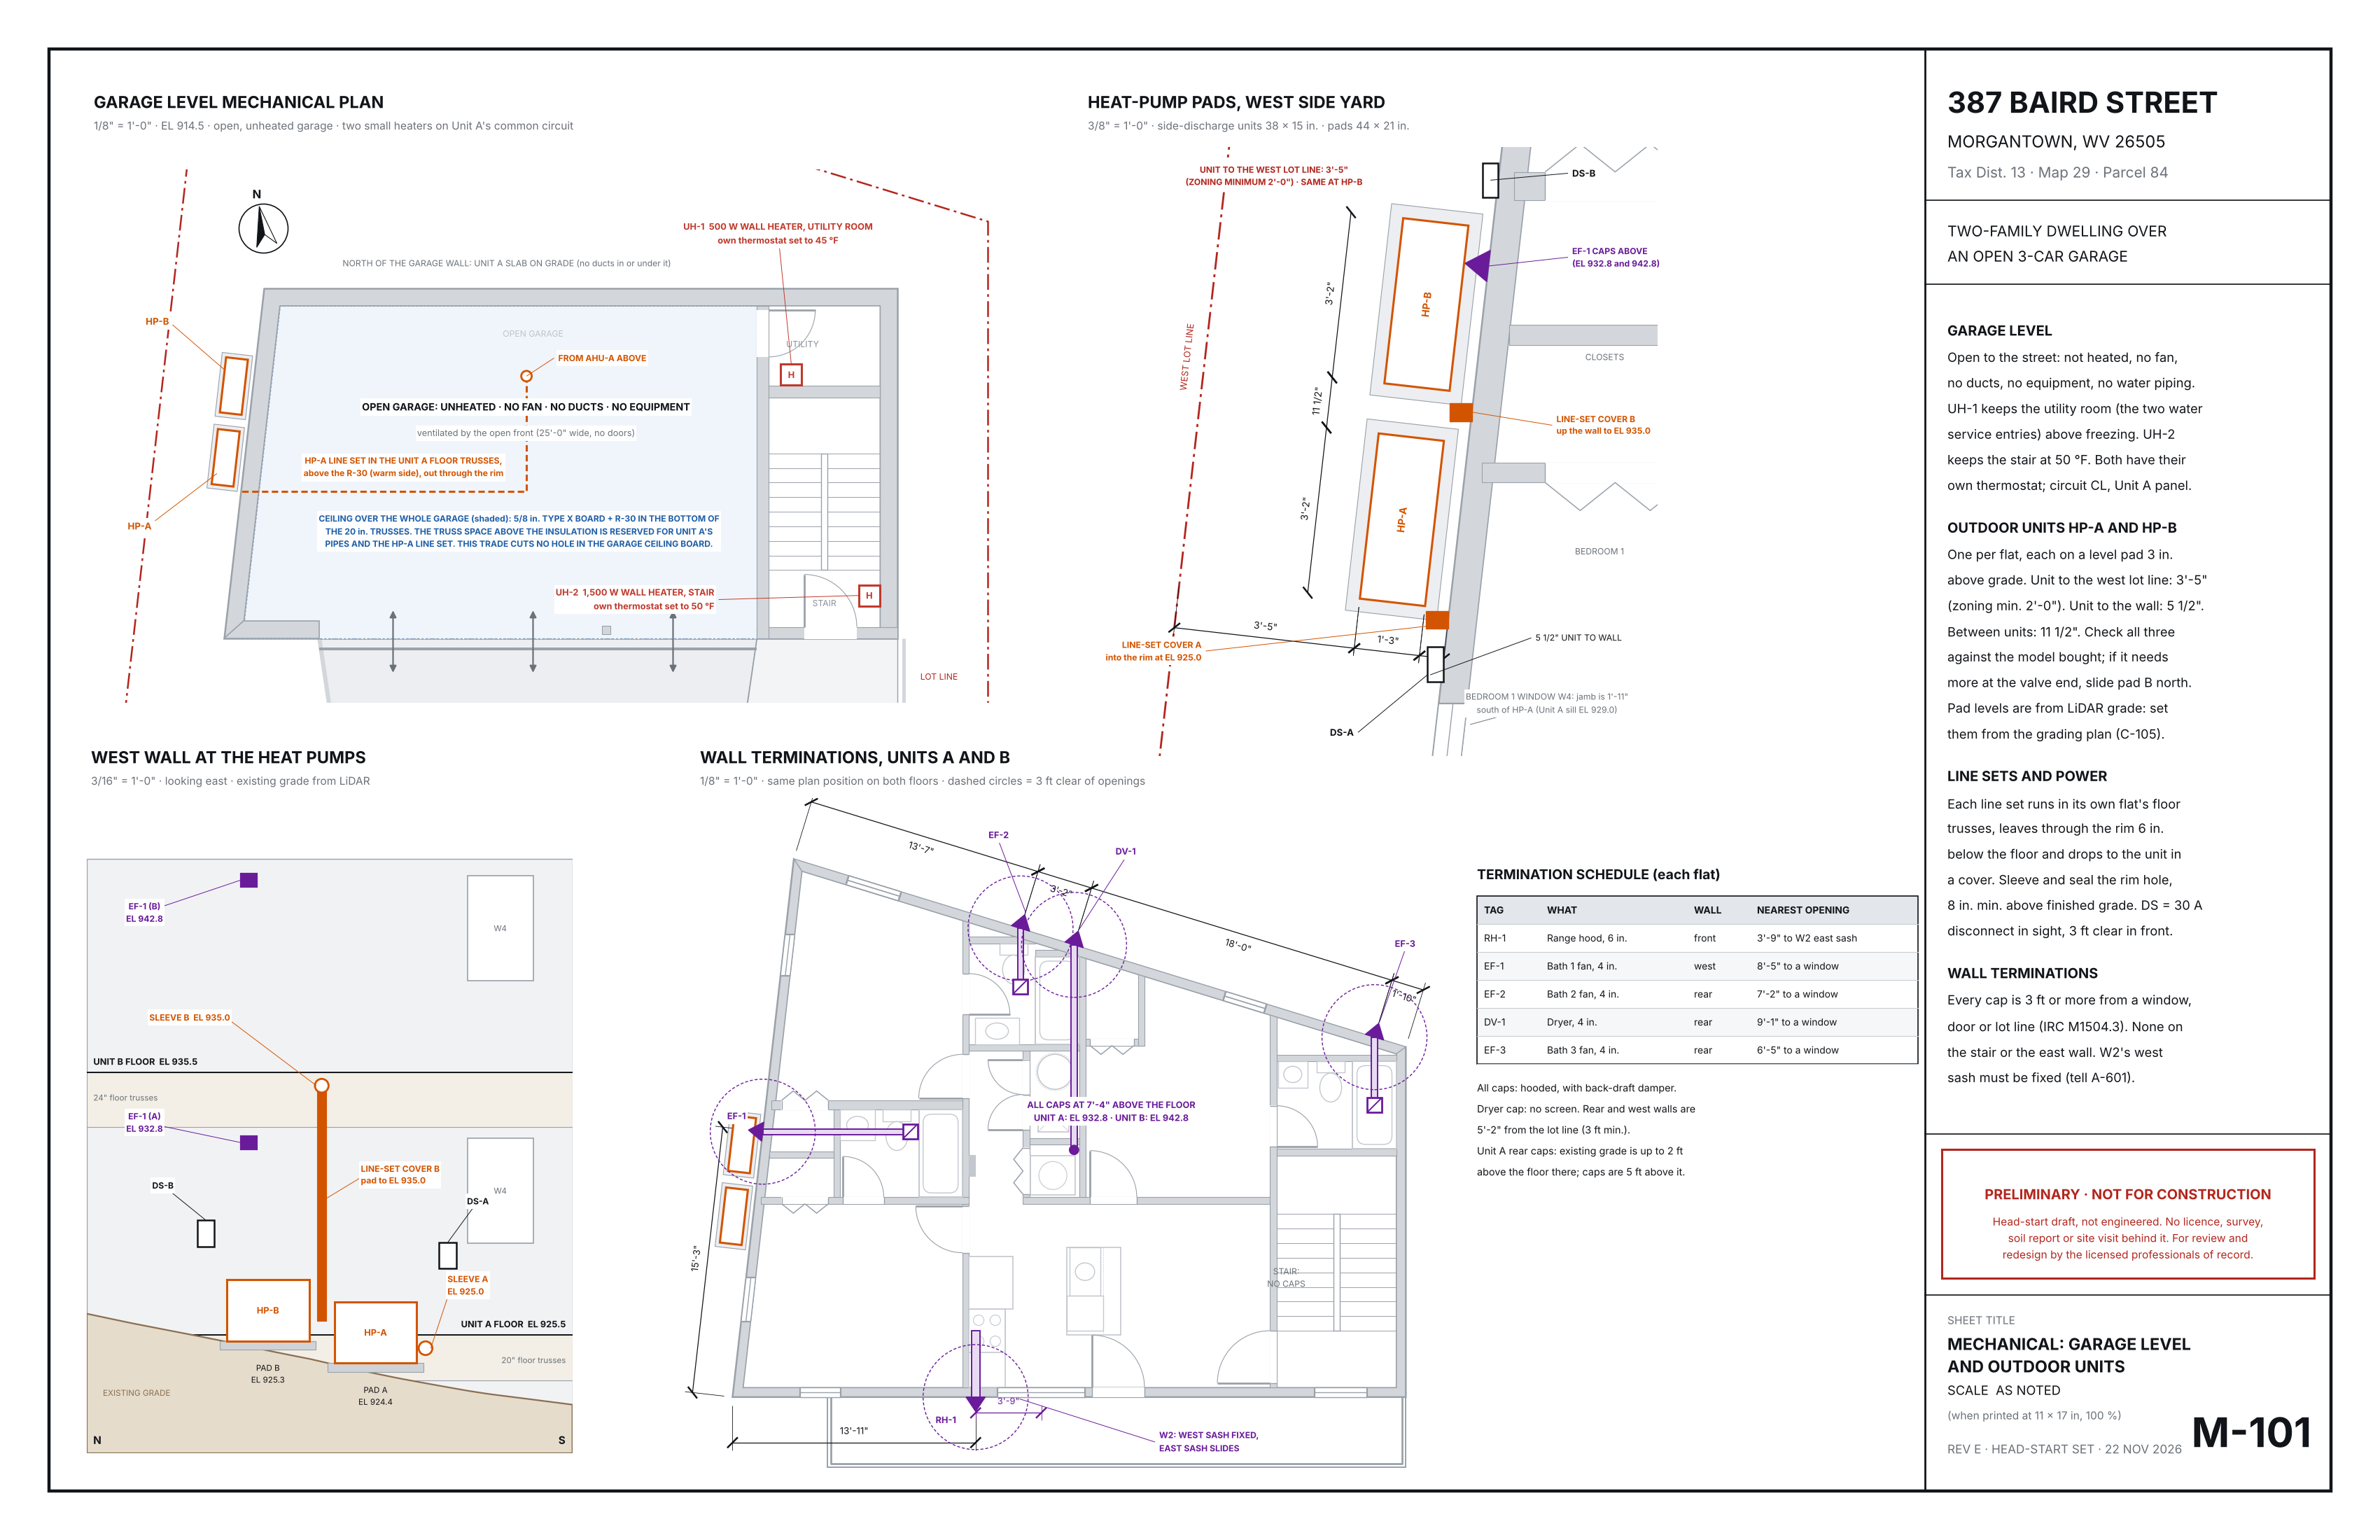 GARAGE LEVEL MECHANICAL PLAN
1/8" = 1'-0" · EL 914.5 · open, unheated garage · two small heaters on Unit A's common circuit
N
UH-1 500 W WALL HEATER, UTILITY ROOM
own thermostat set to 45 °F
NORTH OF THE GARAGE WALL: UNIT A SLAB ON GRADE (no ducts in or under it)
HP-B
OPEN GARAGE
UTILITY
FROM AHU-A ABOVE
H
OPEN GARAGE: UNHEATED · NO FAN · NO DUCTS · NO EQUIPMENT
ventilated by the open front (25'-0" wide, no doors)
HP-A LINE SET IN THE UNIT A FLOOR TRUSSES,
above the R-30 (warm side), out through the rim
HP-A
CEILING OVER THE WHOLE GARAGE (shaded): 5/8 in. TYPE X BOARD + R-30 IN THE BOTTOM OF
THE 20 in. TRUSSES. THE TRUSS SPACE ABOVE THE INSULATION IS RESERVED FOR UNIT A'S
PIPES AND THE HP-A LINE SET. THIS TRADE CUTS NO HOLE IN THE GARAGE CEILING BOARD.
UH-2 1,500 W WALL HEATER, STAIR
own thermostat set to 50 °F
H
STAIR
LOT LINE
HEAT-PUMP PADS, WEST SIDE YARD
3/8" = 1'-0" · side-discharge units 38 × 15 in. · pads 44 × 21 in.
UNIT TO THE WEST LOT LINE: 3'-5"
(ZONING MINIMUM 2'-0") · SAME AT HP-B
DS-B
EF-1 CAPS ABOVE
(EL 932.8 and 942.8)
3'-2"
HP-B
WEST LOT LINE
CLOSETS
11 1/2"
LINE-SET COVER B
up the wall to EL 935.0
3'-2"
HP-A
BEDROOM 1
3'-5"
1'-3"
5 1/2" UNIT TO WALL
LINE-SET COVER A
into the rim at EL 925.0
BEDROOM 1 WINDOW W4: jamb is 1'-11"
south of HP-A (Unit A sill EL 929.0)
DS-A
WEST WALL AT THE HEAT PUMPS
3/16" = 1'-0" · looking east · existing grade from LiDAR
EF-1 (B)
EL 942.8
W4
SLEEVE B EL 935.0
UNIT B FLOOR EL 935.5
24" floor trusses
EF-1 (A)
EL 932.8
LINE-SET COVER B
pad to EL 935.0
DS-B
DS-A
W4
SLEEVE A
EL 925.0
HP-B
HP-A
UNIT A FLOOR EL 925.5
20" floor trusses
PAD B
EL 925.3
PAD A
EL 924.4
EXISTING GRADE
N
S
WALL TERMINATIONS, UNITS A AND B
1/8" = 1'-0" · same plan position on both floors · dashed circles = 3 ft clear of openings
13'-7"
EF-2
DV-1
3'-2"
18'-0"
EF-3
1'-10"
ALL CAPS AT 7'-4" ABOVE THE FLOOR
UNIT A: EL 932.8 · UNIT B: EL 942.8
EF-1
15'-3"
STAIR:
NO CAPS
3'-9"
RH-1
13'-11"
W2: WEST SASH FIXED,
EAST SASH SLIDES
TERMINATION SCHEDULE (each flat)
TAG WHAT WALL NEAREST OPENING
RH-1 Range hood, 6 in. front 3'-9" to W2 east sash
EF-1 Bath 1 fan, 4 in. west 8'-5" to a window
EF-2 Bath 2 fan, 4 in. rear 7'-2" to a window
DV-1 Dryer, 4 in. rear 9'-1" to a window
EF-3 Bath 3 fan, 4 in. rear 6'-5" to a window
All caps: hooded, with back-draft damper.
Dryer cap: no screen. Rear and west walls are
5'-2" from the lot line (3 ft min.).
Unit A rear caps: existing grade is up to 2 ft
above the floor there; caps are 5 ft above it.
387 BAIRD STREET
MORGANTOWN, WV 26505
Tax Dist. 13 · Map 29 · Parcel 84
TWO-FAMILY DWELLING OVER
AN OPEN 3-CAR GARAGE
GARAGE LEVEL
Open to the street: not heated, no fan,
no ducts, no equipment, no water piping.
UH-1 keeps the utility room (the two water
service entries) above freezing. UH-2
keeps the stair at 50 °F. Both have their
own thermostat; circuit CL, Unit A panel.
OUTDOOR UNITS HP-A AND HP-B
One per flat, each on a level pad 3 in.
above grade. Unit to the west lot line: 3'-5"
(zoning min. 2'-0"). Unit to the wall: 5 1/2".
Between units: 11 1/2". Check all three
against the model bought; if it needs
more at the valve end, slide pad B north.
Pad levels are from LiDAR grade: set
them from the grading plan (C-105).
LINE SETS AND POWER
Each line set runs in its own flat's floor
trusses, leaves through the rim 6 in.
below the floor and drops to the unit in
a cover. Sleeve and seal the rim hole,
8 in. min. above finished grade. DS = 30 A
disconnect in sight, 3 ft clear in front.
WALL TERMINATIONS
Every cap is 3 ft or more from a window,
door or lot line (IRC M1504.3). None on
the stair or the east wall. W2's west
sash must be fixed (tell A-601).
PRELIMINARY · NOT FOR CONSTRUCTION
Head-start draft, not engineered. No licence, survey,
soil report or site visit behind it. For review and
redesign by the licensed professionals of record.
SHEET TITLE
MECHANICAL: GARAGE LEVEL
AND OUTDOOR UNITS
SCALE AS NOTED
(when printed at 11 × 17 in, 100 %)
REV E · HEAD-START SET · 22 NOV 2026
M-101